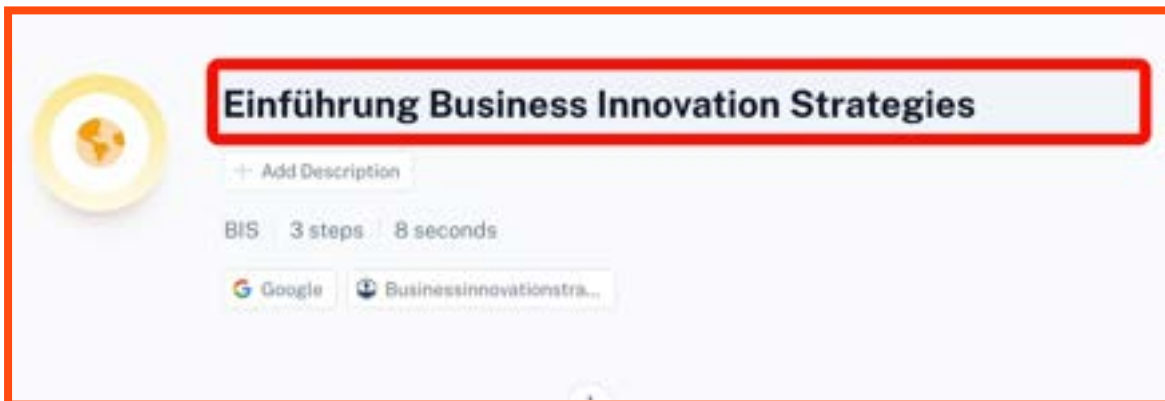 Einführung Business Innovation Strategies
+ Add Description
BIS 3 steps 8 seconds
Google Businessinnovationstra...